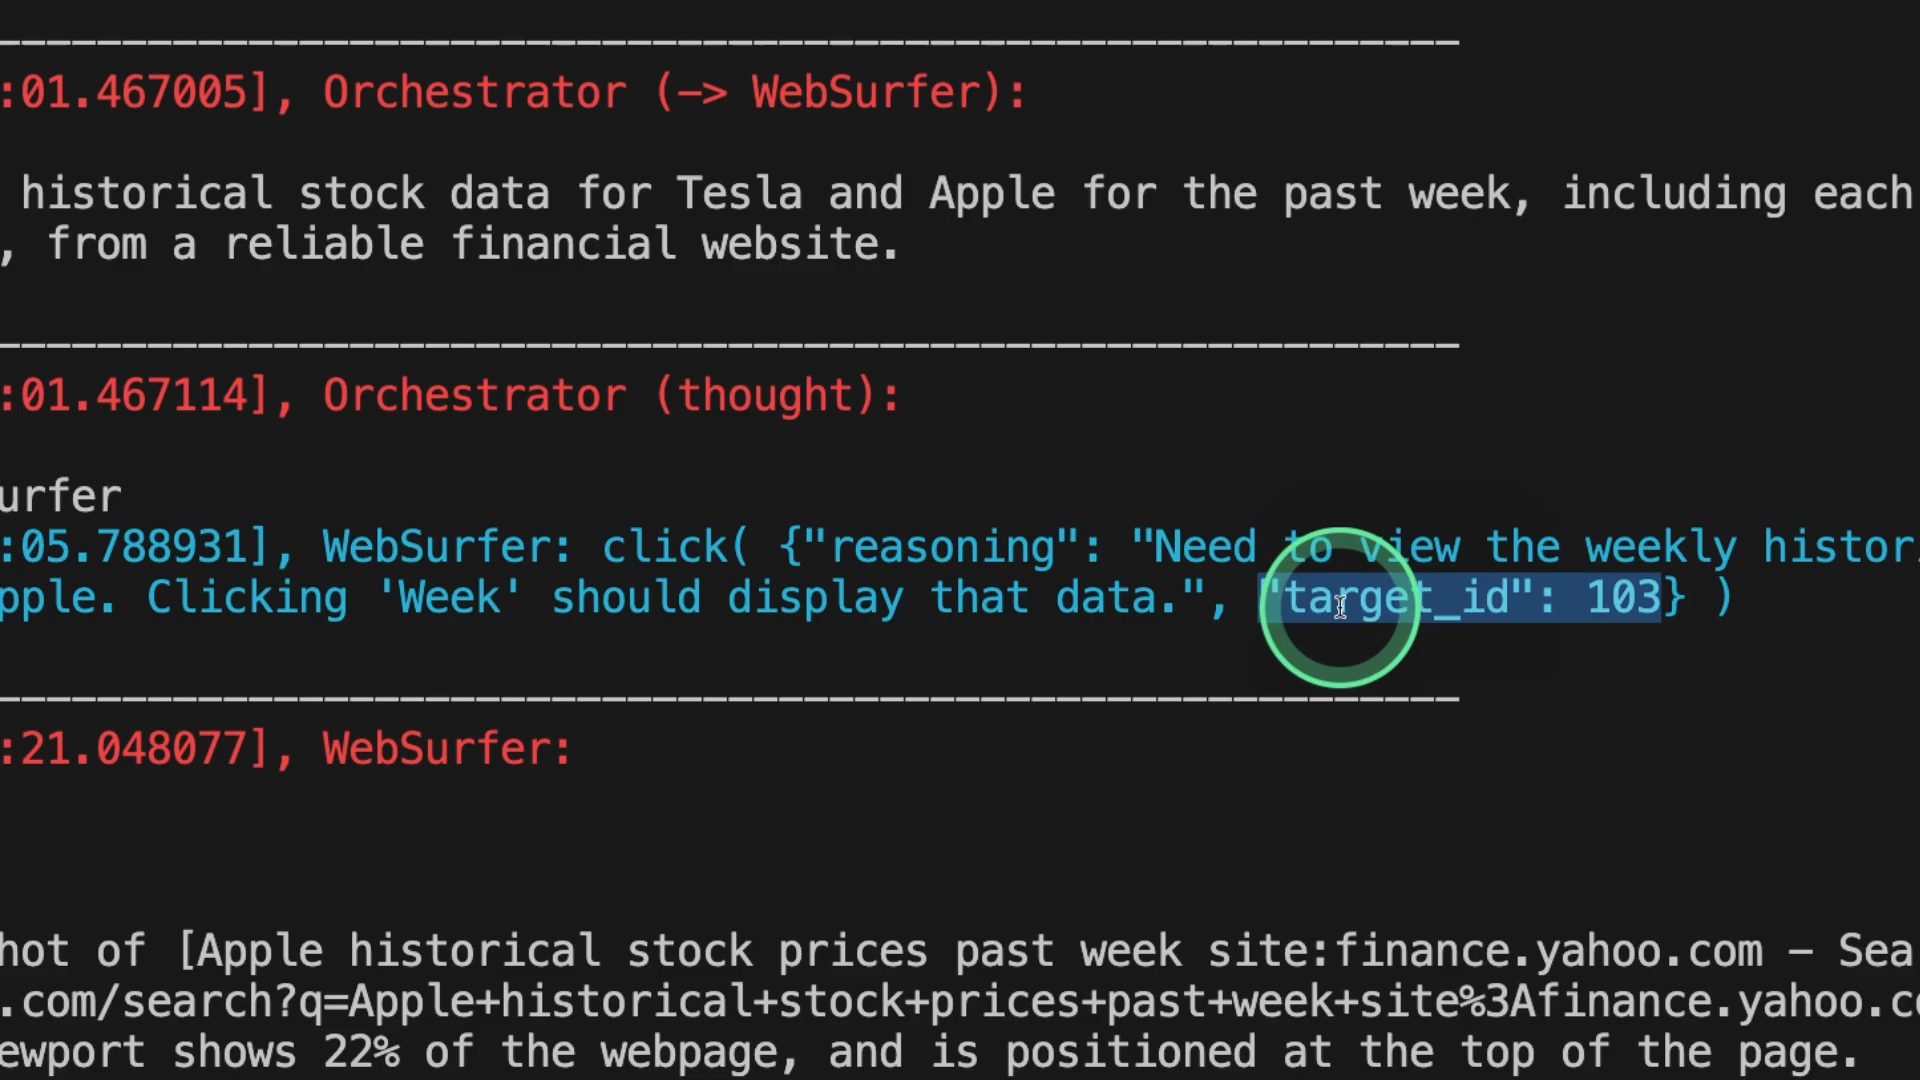 :01.467005], Orchestrator (-> WebSurfer):
historical stock data for Tesla and Apple for the past week, including each
, from a reliable financial website.
:01.467114], Orchestrator (thought):
urfer
:05.788931], WebSurfer: click( {"reasoning": "Need to view the weekly histor
pple. Clicking 'Week' should display that data.", "target_id": 103} )
:21.048077], WebSurfer:
hot of [Apple historical stock prices past week site:finance.yahoo.com – Sea
.com/search?q=Apple+historical+stock+prices+past+week+site%3Afinance.yahoo.c
ewport shows 22% of the webpage, and is positioned at the top of the page.